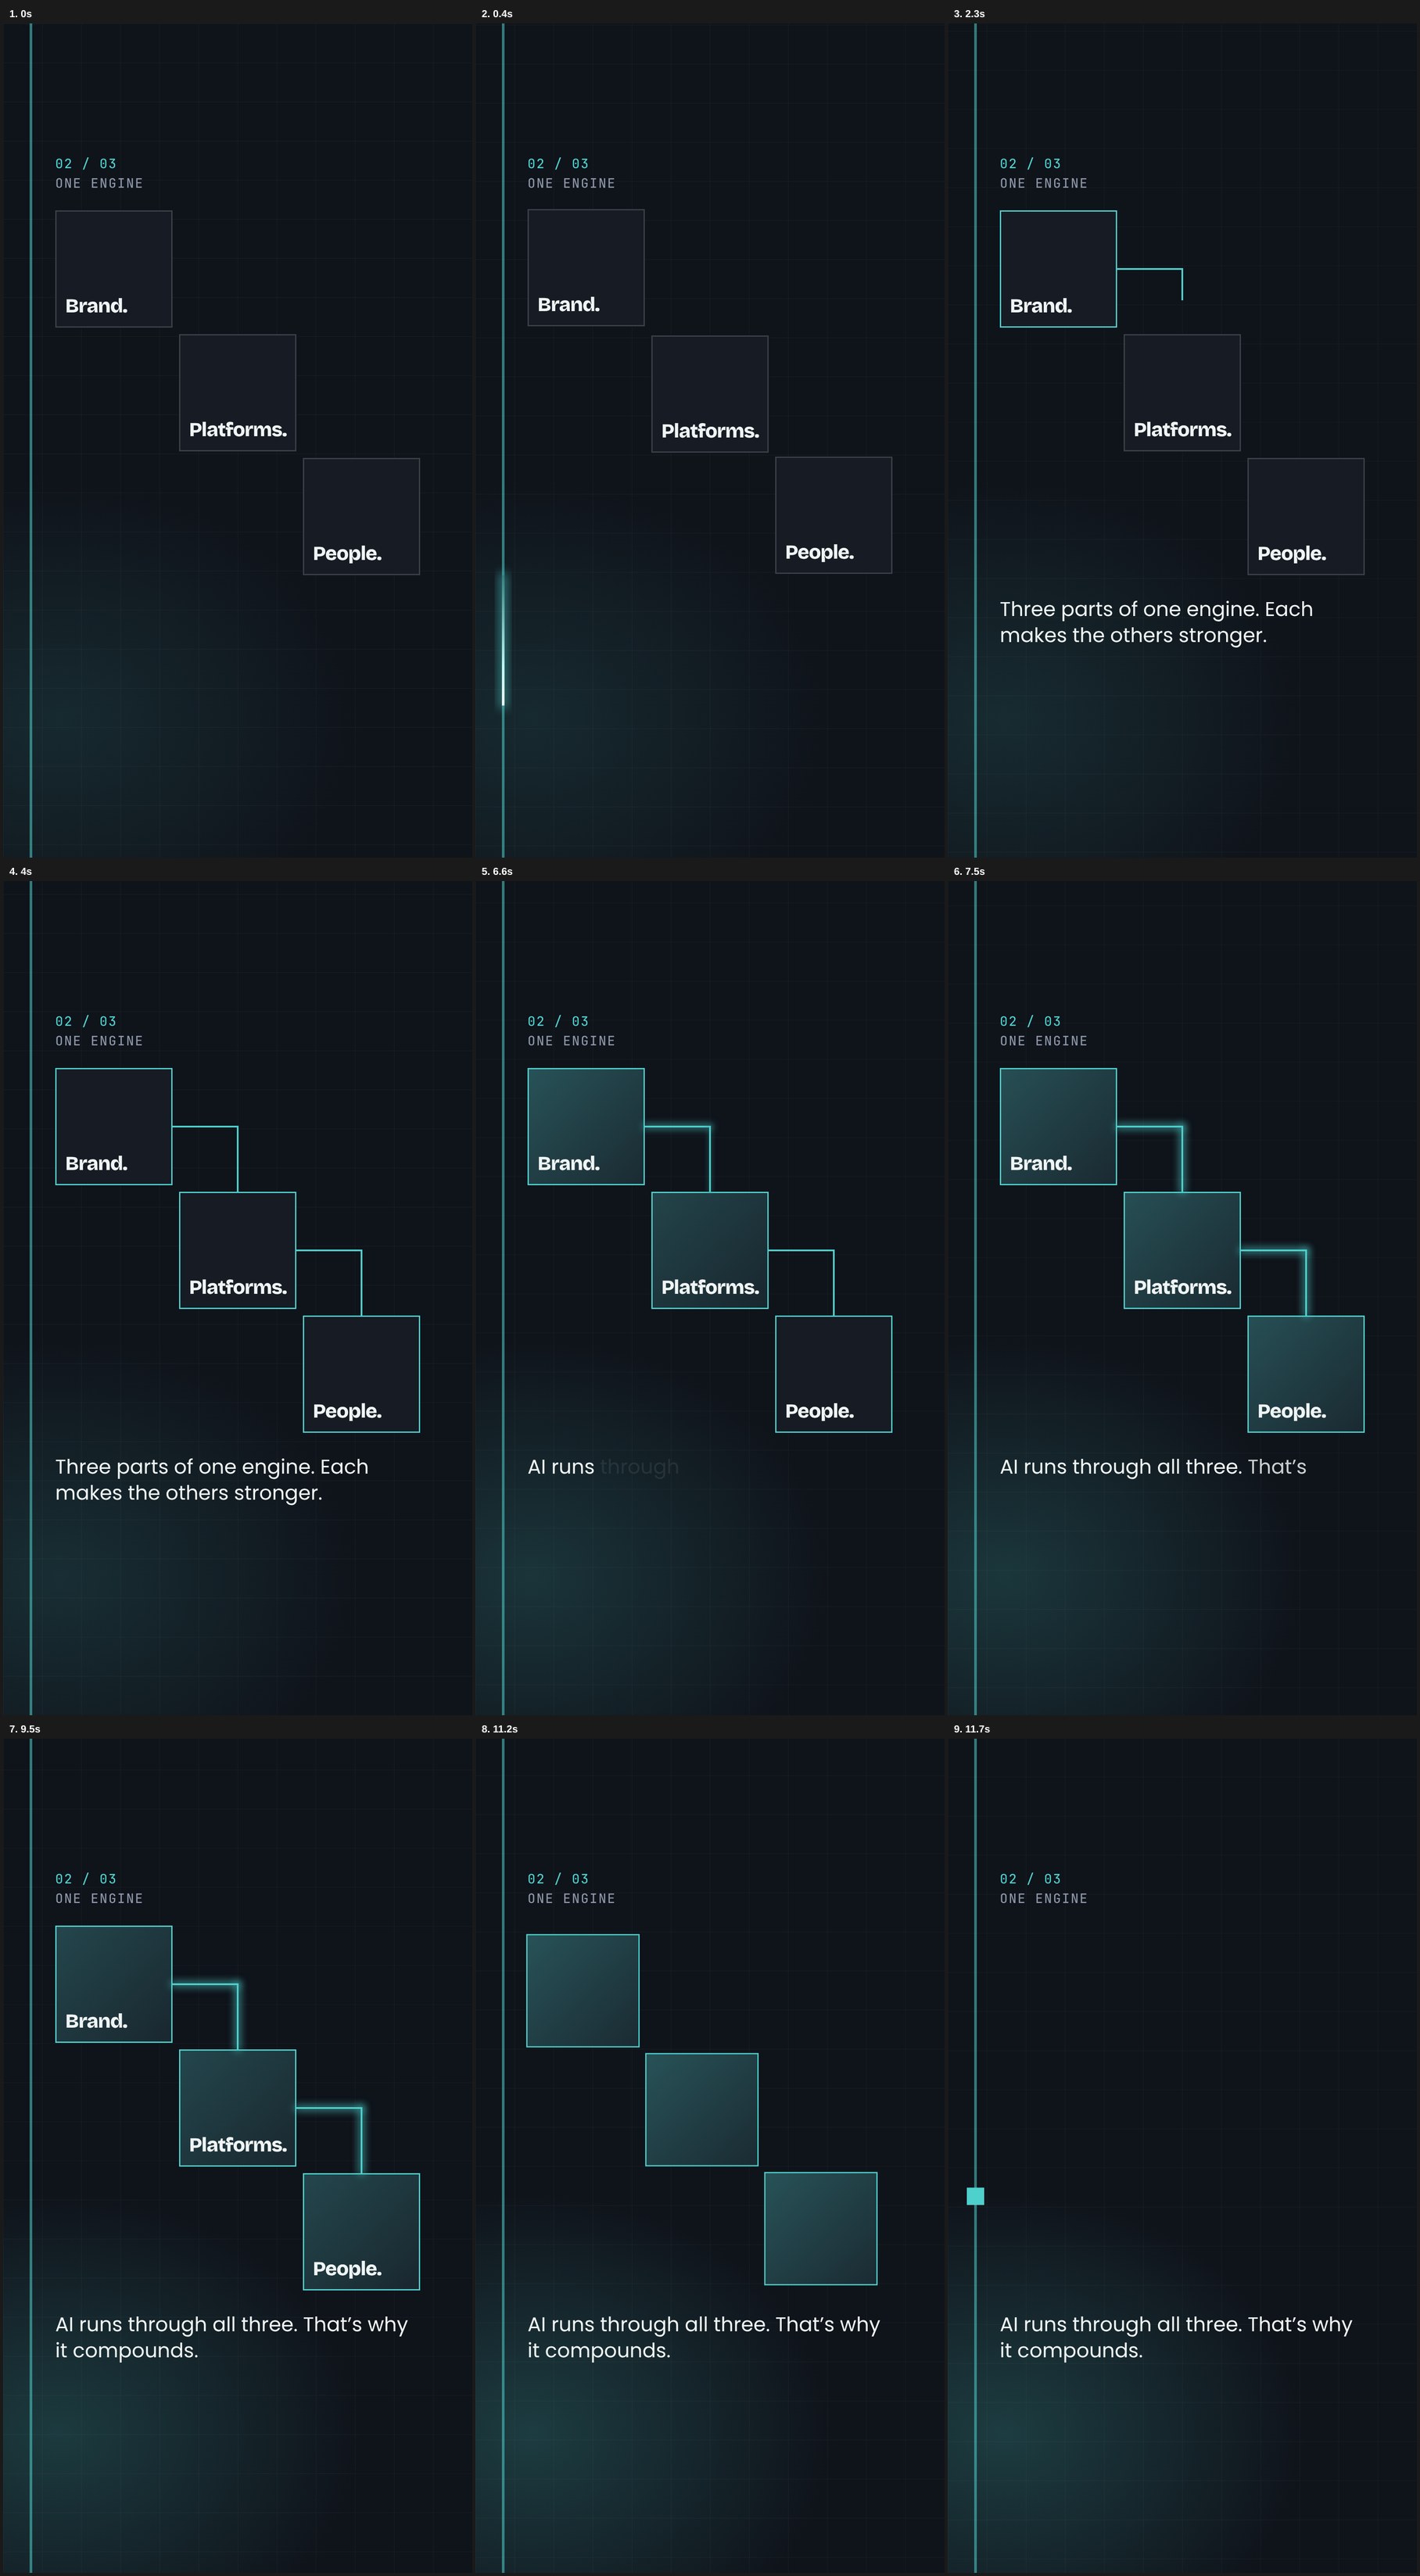 1. 0s
02 / 03
ONE ENGINE
Brand.
Platforms.
People.
2. 0.4s
02 / 03
ONE ENGINE
Brand.
Platforms.
People.
3. 2.3s
02 / 03
ONE ENGINE
Brand.
Platforms.
People.
Three parts of one engine. Each
makes the others stronger.
4. 4s
02 / 03
ONE ENGINE
Brand.
Platforms.
People.
Three parts of one engine. Each
makes the others stronger.
5. 6.6s
02 / 03
ONE ENGINE
Brand.
Platforms.
People.
AI runs through
6. 7.5s
02 / 03
ONE ENGINE
Brand.
Platforms.
People.
AI runs through all three. That’s
7. 9.5s
02 / 03
ONE ENGINE
Brand.
Platforms.
People.
AI runs through all three. That’s why
it compounds.
8. 11.2s
02 / 03
ONE ENGINE
AI runs through all three. That’s why
it compounds.
9. 11.7s
02 / 03
ONE ENGINE
AI runs through all three. That’s why
it compounds.